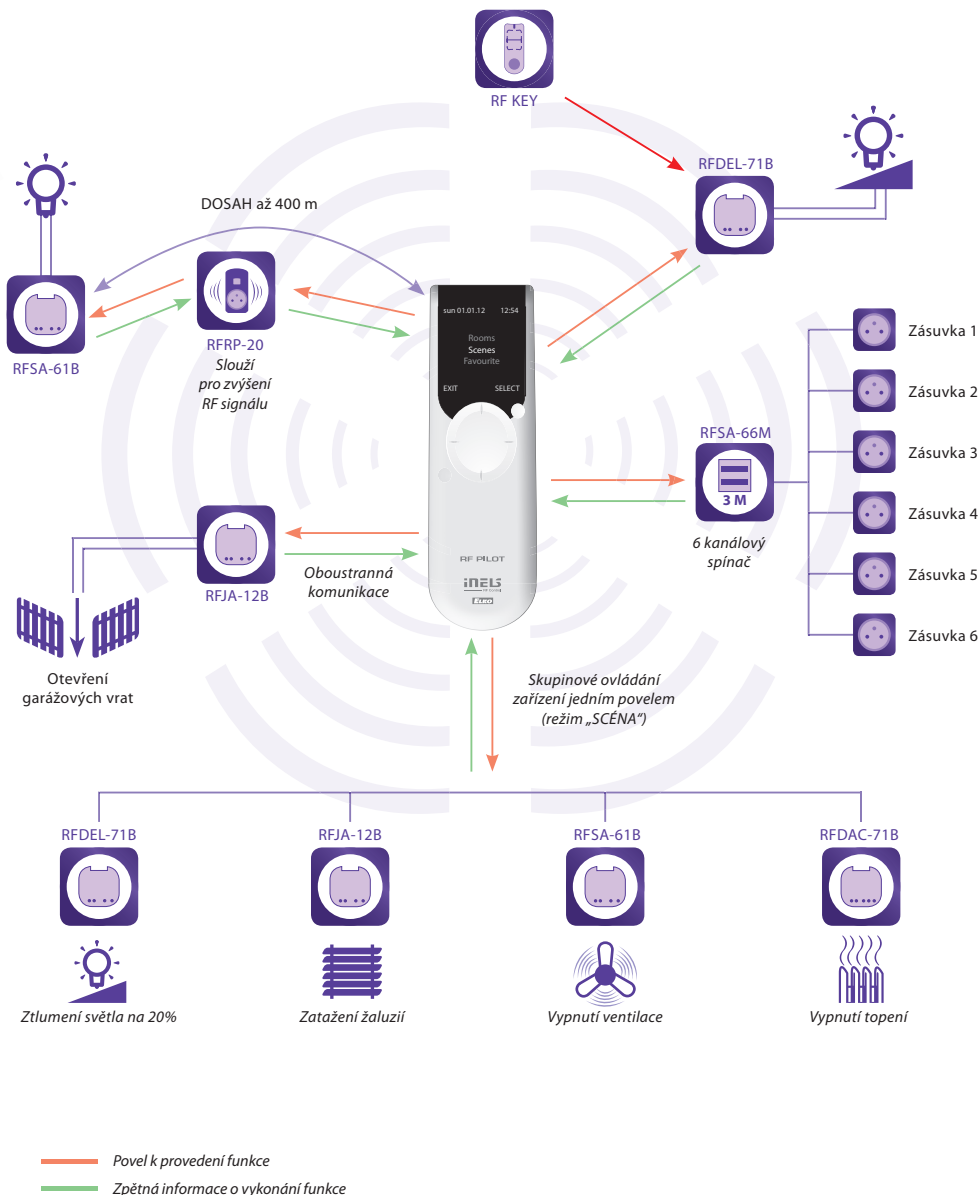 RF KEY
RFDEL-71B
DOSAH až 400 m
RFSA-61B
RFRP-20
Slouží
pro zvýšení
RF signálu
sun 01.01.12 12:54
Rooms
Scenes
Favourite
EXIT SELECT
RF PILOT
iNELS
RF Control
ELKO
RFSA-66M
3 M
6 kanálový
spínač
Zásuvka 1
Zásuvka 2
Zásuvka 3
Zásuvka 4
Zásuvka 5
Zásuvka 6
RFJA-12B
Oboustranná
komunikace
Otevření
garážových vrat
Skupinové ovládání
zařízení jedním povelem
(režim „SCÉNA“)
RFDEL-71B
RFJA-12B
RFSA-61B
RFDAC-71B
Ztlumení světla na 20%
Zatažení žaluzií
Vypnutí ventilace
Vypnutí topení
Povel k provedení funkce
Zpětná informace o vykonání funkce